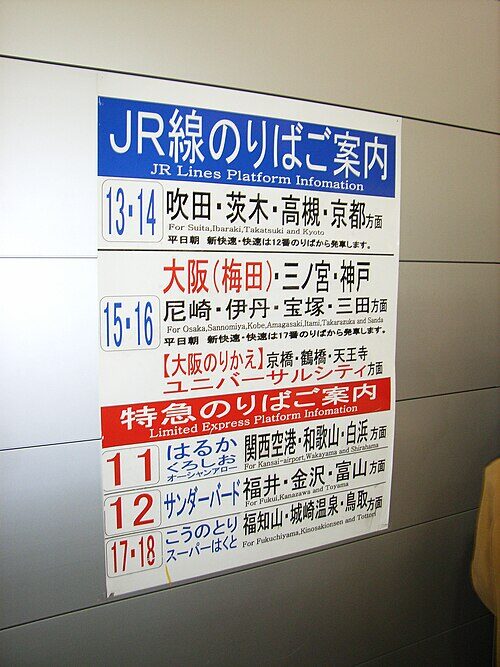 JR線のりばご案内
JR Lines Platform Infomation
13・14 吹田・茨木・高槻・京都方面
For Suita,Ibaraki,Takatsuki and Kyoto
平日朝 新快速・快速は12番のりばから発車します。
15・16 大阪(梅田)・三ノ宮・神戸
尼崎・伊丹・宝塚・三田方面
For Osaka,Sannomiya,Kobe,Amagasaki,Itami,Takarazuka and Sanda
平日朝 新快速・快速は17番のりばから発車します。
【大阪のりかえ】京橋・鶴橋・天王寺
ユニバーサルシティ方面
特急のりばご案内
Limited Express Platform Infomation
11 はるか
くろしお
オーシャンアロー
関西空港・和歌山・白浜方面
For Kansai-airport,Wakayama and Shirahama
12 サンダーバード 福井・金沢・富山方面
For Fukui,Kanazawa and Toyama
17・18 こうのとり
スーパーはくと
福知山・城崎温泉・鳥取方面
For Fukuchiyama,Kinosakionsen and Tottori